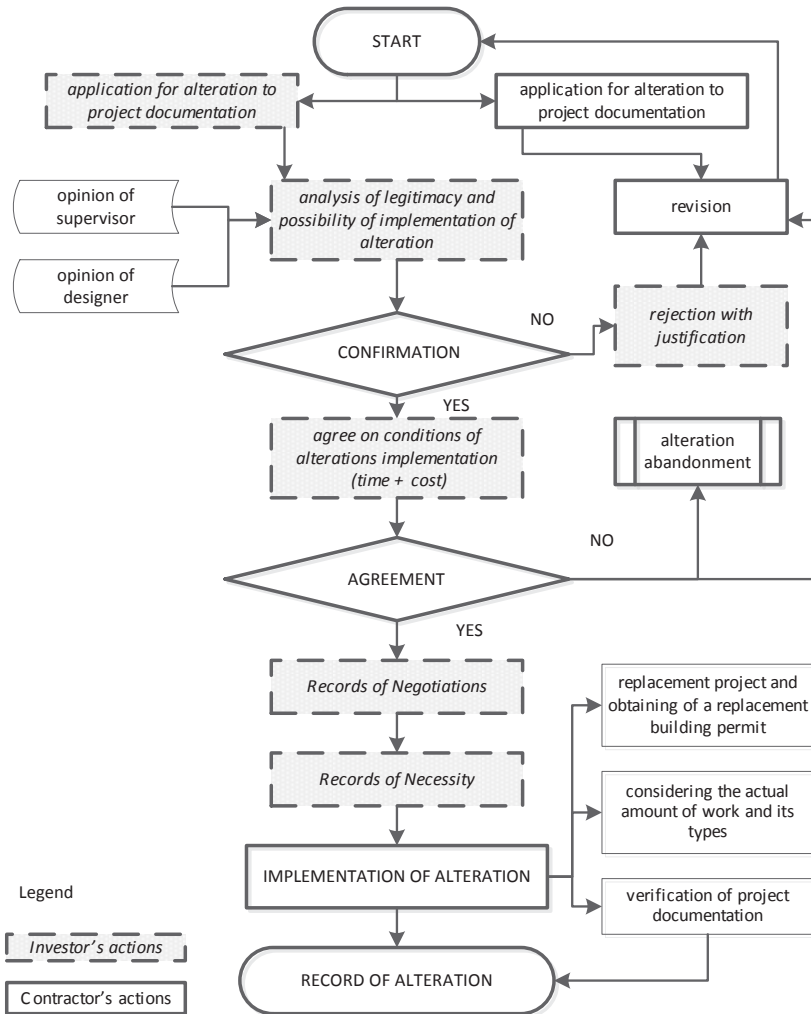 START
application for alteration to
project documentation
application for alteration to
project documentation
opinion of
supervisor
analysis of legitimacy and
possibility of implementation of
alteration
revision
opinion of
designer
NO
rejection with
justification
CONFIRMATION
YES
agree on conditions of
alterations implementation
(time + cost)
alteration
abandonment
NO
AGREEMENT
YES
Records of Negotiations
replacement project and
obtaining of a replacement
building permit
Records of Necessity
considering the actual
amount of work and its
types
IMPLEMENTATION OF ALTERATION
verification of project
documentation
Legend
Investor's actions
RECORD OF ALTERATION
Contractor's actions